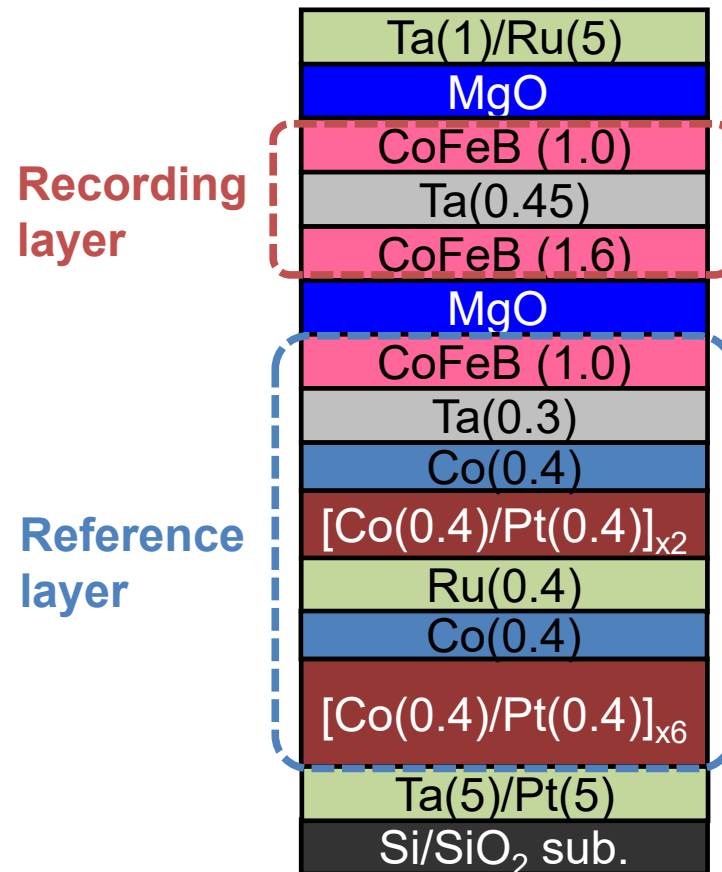 Ta(1)/Ru(5)
MgO
CoFeB (1.0)
Ta(0.45)
CoFeB (1.6)
Recording
layer
MgO
CoFeB (1.0)
Ta(0.3)
Co(0.4)
[Co(0.4)/Pt(0.4)]x2
Ru(0.4)
Co(0.4)
[Co(0.4)/Pt(0.4)]x6
Reference
layer
Ta(5)/Pt(5)
Si/SiO2 sub.